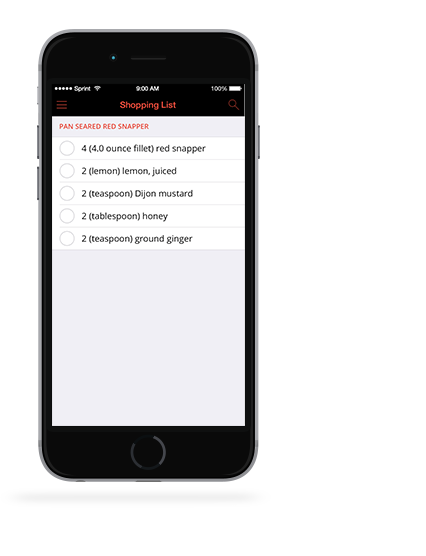 Sprint 9:00 AM 100%
Shopping List
PAN SEARED RED SNAPPER
4 (4.0 ounce fillet) red snapper
2 (lemon) lemon, juiced
2 (teaspoon) Dijon mustard
2 (tablespoon) honey
2 (teaspoon) ground ginger